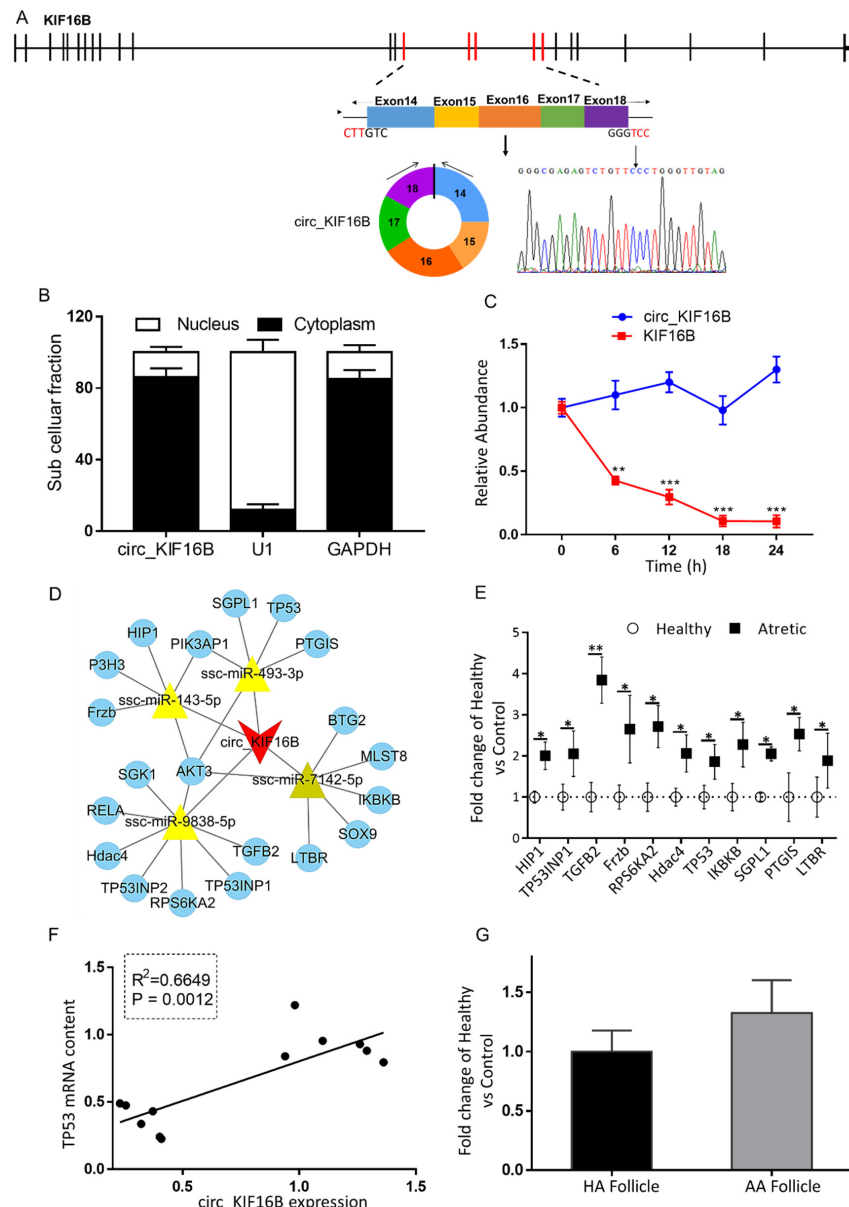 A
KIF16B
Exon14 Exon15 Exon16 Exon17 Exon18
CTTGTC GGGTCC
GGGCGAGAGTCTGTTCCCTGGGTTGTAG
18 14
circ_KIF16B 17 15
16
B
Nucleus Cytoplasm
Sub celluar fraction
120
80
40
0
circ_KIF16B U1 GAPDH
C
circ_KIF16B
KIF16B
Relative Abundance
1.5
1.0
0.5
0.0
** *** *** ***
0 6 12 18 24
Time (h)
D
SGPL1
TP53
HIP1
PIK3AP1
PTGIS
P3H3
ssc-miR-493-3p
ssc-miR-143-5p
Frzb
BTG2
circ_KIF16B
MLST8
SGK1
AKT3
ssc-miR-7142-5p
RELA
IKBKB
ssc-miR-9838-5p
SOX9
Hdac4
TGFB2
LTBR
TP53INP2
TP53INP1
RPS6KA2
E
Healthy Atretic
Fold change of Healthy
vs Control
5
4
3
2
1
0
* * ** * * * * * * * *
HIP1 TP53INP1 TGFB2 Frzb RPS6KA2 Hdac4 TP53 IKBKB SGPL1 PTGIS LTBR
F
R2=0.6649
P = 0.0012
TP53 mRNA content
1.5
1.0
0.5
0.0
0.5 1.0 1.5
circ_KIF16B expression
G
Fold change of Healthy
vs Control
1.5
1.0
0.5
0.0
HA Follicle AA Follicle